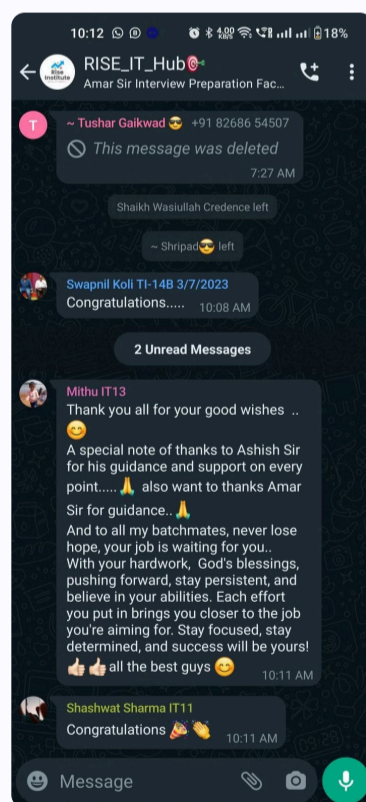 10:12 4.00 KB/S 18%
Rise Institute
RISE_IT_Hub🎯
Amar Sir Interview Preparation Fac...
T
~ Tushar Gaikwad 😎 +91 82686 54507
This message was deleted
7:27 AM
Shaikh Wasiullah Credence left
~ Shripad😎 left
Swapnil Koli TI-14B 3/7/2023
Congratulations..... 10:08 AM
2 Unread Messages
Mithu IT13
Thank you all for your good wishes ..
😊
A special note of thanks to Ashish Sir
for his guidance and support on every
point.....🙏 also want to thanks Amar
Sir for guidance..🙏
And to all my batchmates, never lose
hope, your job is waiting for you..
With your hardwork, God's blessings,
pushing forward, stay persistent, and
believe in your abilities. Each effort
you put in brings you closer to the job
you're aiming for. Stay focused, stay
determined, and success will be yours!
👍🏻👍🏻all the best guys 😊 10:11 AM
Shashwat Sharma IT11
Congratulations 🎉👏 10:11 AM
Message